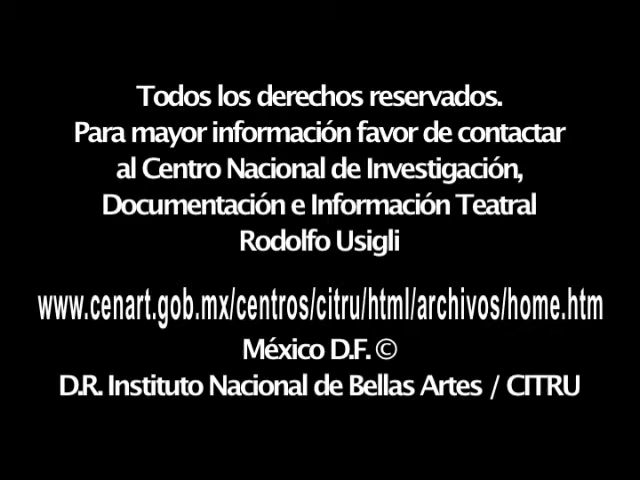 Todos los derechos reservados.
Para mayor información favor de contactar
al Centro Nacional de Investigación,
Documentación e Información Teatral
Rodolfo Usigli
www.cenart.gob.mx/centros/citru/html/archivos/home.htm
México D.F. ©
D.R. Instituto Nacional de Bellas Artes / CITRU